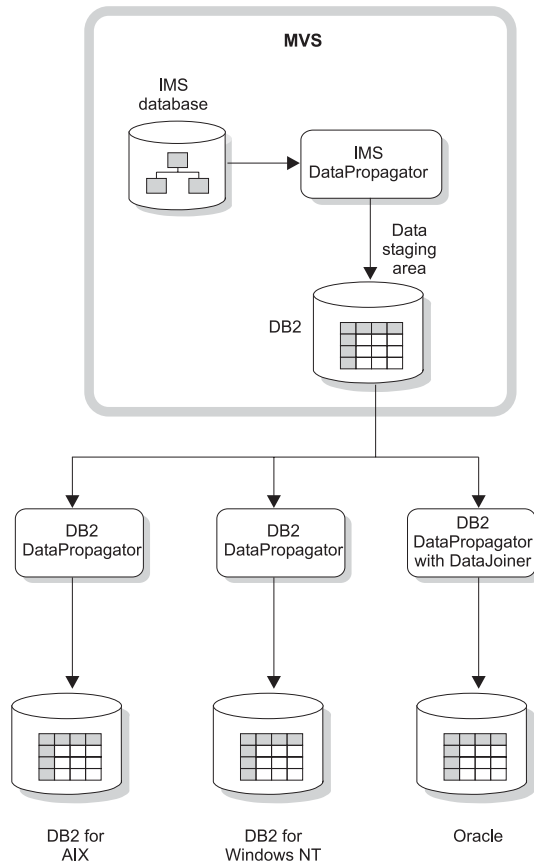 MVS
IMS
database
IMS
DataPropagator
Data
staging
area
DB2
DB2
DataPropagator
DB2
DataPropagator
DB2
DataPropagator
with DataJoiner
DB2 for
AIX
DB2 for
Windows NT
Oracle